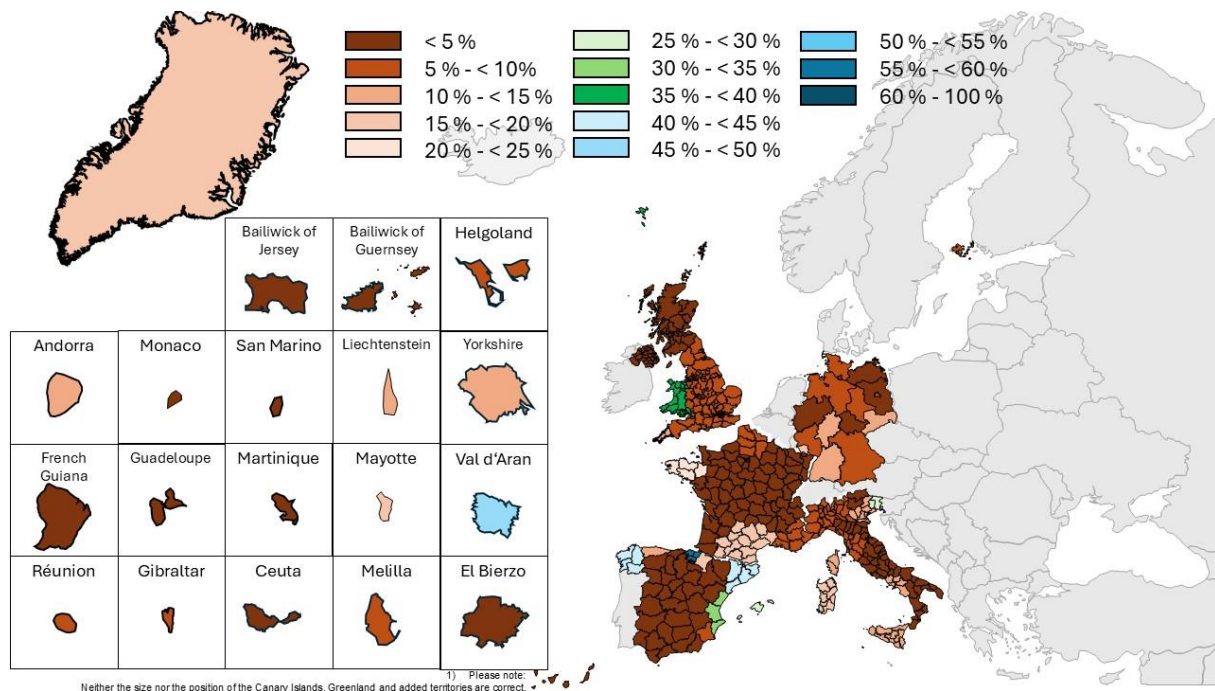 < 5 %
5 % - < 10%
10 % - < 15 %
15 % - < 20 %
20 % - < 25 %
25 % - < 30 %
30 % - < 35 %
35 % - < 40 %
40 % - < 45 %
45 % - < 50 %
50 % - < 55 %
55 % - < 60 %
60 % - 100 %
Bailiwick of
Jersey
Bailiwick of
Guernsey
Helgoland
Andorra
Monaco
San Marino
Liechtenstein
Yorkshire
French
Guiana
Guadeloupe
Martinique
Mayotte
Val d‘Aran
Réunion
Gibraltar
Ceuta
Melilla
El Bierzo
1) Please note:
Neither the size nor the position of the Canary Islands, Greenland and added territories are correct.